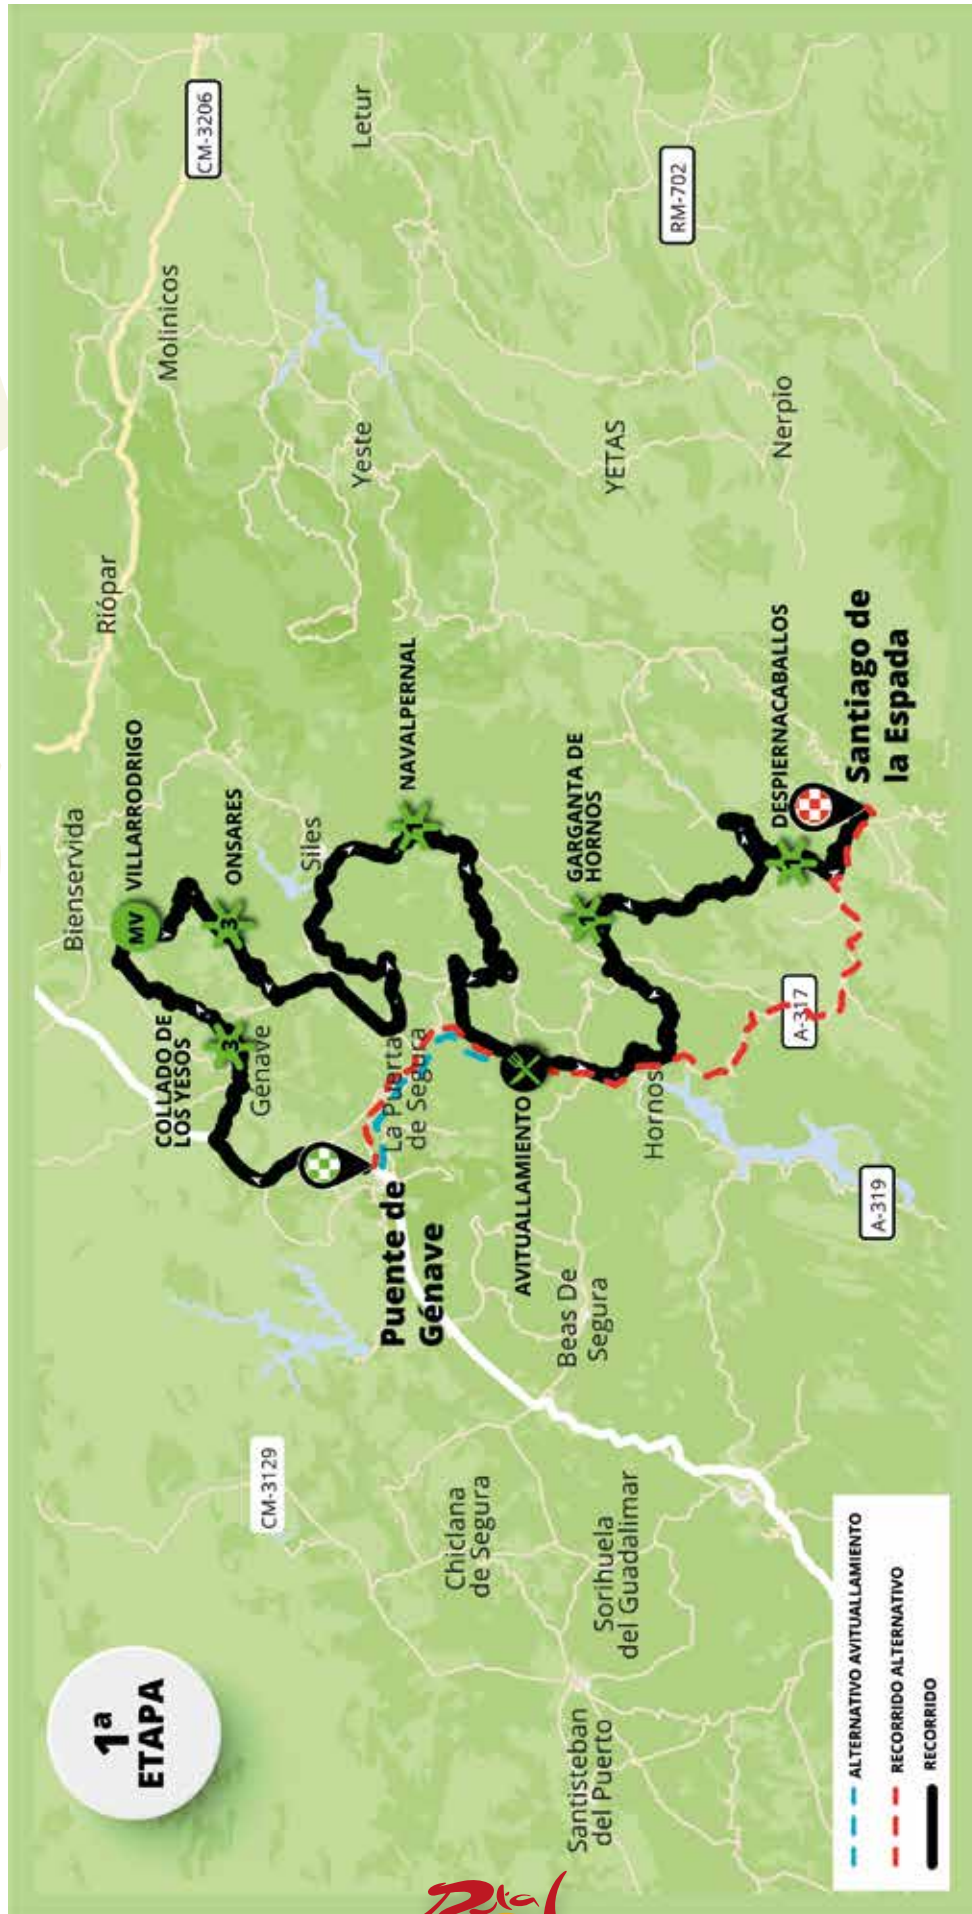 1ª
ETAPA
CM-3129
Chiclana
de Segura
Santisteban
del Puerto
Sorihuela
del Guadalimar
Beas De
Segura
Puente de
Génave
COLLADO DE
LOS YESOS
3
Génave
Bienservida
MV
VILLARRODRIGO
3
ONSARES
Siles
Riópar
Molinicos
CM-3206
Letur
Yeste
1
NAVALPERNAL
La Puerta
de Segura
AVITUALLAMIENTO
Hornos
1
GARGANTA DE
HORNOS
YETAS
RM-702
Nerpio
1
DESPIERNACABALLOS
Santiago de
la Espada
A-317
A-319
ALTERNATIVO AVITUALLAMIENTO
RECORRIDO ALTERNATIVO
RECORRIDO